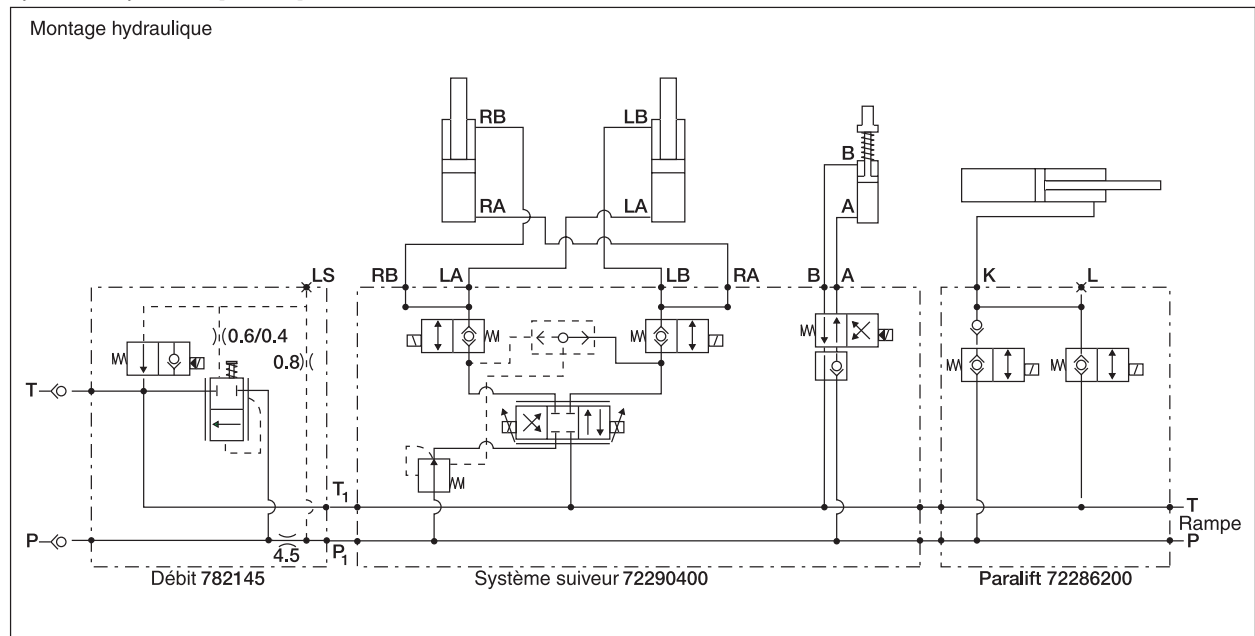 Montage hydraulique
RB
LB
B
RA
LA
A
LS
RB
LA
LB
RA
B
A
K
L
0.6/0.4
0.8
T
T1
T
Rampe
P
4.5
P1
P
Débit 782145
Système suiveur 72290400
Paralift 72286200